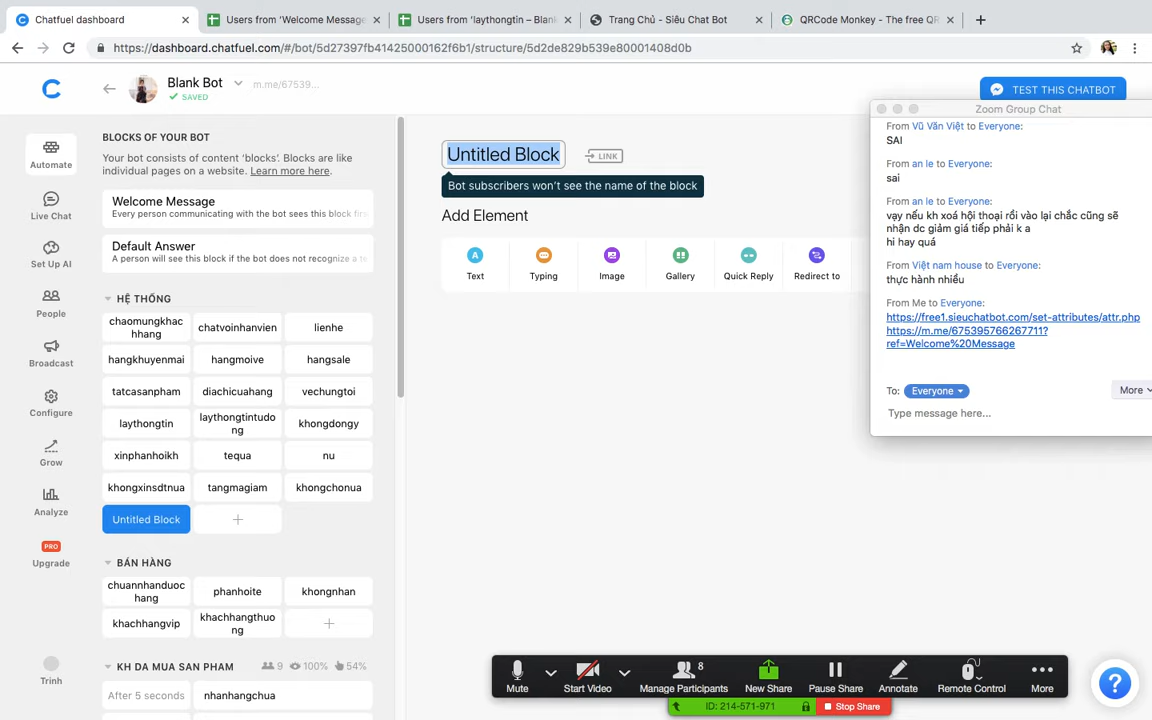 Chatfuel dashboard
Users from 'Welcome Message
Users from 'laythongtin – Blank
Trang Chủ - Siêu Chat Bot
QRCode Monkey - The free QR
https://dashboard.chatfuel.com/#/bot/5d27397fb41425000162f6b1/structure/5d2de829b539e80001408d0b
Blank Bot
m.me/67539...
SAVED
TEST THIS CHATBOT
Automate
Live Chat
Set Up AI
People
Broadcast
Configure
Grow
Analyze
PRO
Upgrade
Trinh
BLOCKS OF YOUR BOT
Your bot consists of content 'blocks'. Blocks are like
individual pages on a website. Learn more here.
Welcome Message
Every person communicating with the bot sees this block first
Default Answer
A person will see this block if the bot does not recognize a te
HỆ THỐNG
chaomungkhac
hhang
chatvoinhanvien
lienhe
hangkhuyenmai
hangmoive
hangsale
tatcasanpham
diachicuahang
vechungtoi
laythongtin
laythongtintudo
ng
khongdongy
xinphanhoikh
tequa
nu
khongxinsdtnua
tangmagiam
khongchonua
Untitled Block
BÁN HÀNG
chuannhanduoc
hang
phanhoite
khongnhan
khachhangvip
khachhangthuo
ng
KH DA MUA SAN PHAM
9
100%
54%
After 5 seconds
nhanhangchua
Untitled Block
LINK
Bot subscribers won't see the name of the block
Add Element
Text
Typing
Image
Gallery
Quick Reply
Redirect to
Zoom Group Chat
From Vũ Văn Việt to Everyone:
SAI
From an le to Everyone:
sai
From an le to Everyone:
vạy nếu kh xoá hội thoại rồi vào lại chắc cũng sẽ
nhận dc giảm giá tiếp phải k a
hi hay quá
From Việt nam house to Everyone:
thực hành nhiều
From Me to Everyone:
https://free1.sieuchatbot.com/set-attributes/attr.php
https://m.me/675395766267711?
ref=Welcome%20Message
To: Everyone
More
Type message here...
Mute
Start Video
8
Manage Participants
New Share
Pause Share
Annotate
Remote Control
More
ID: 214-571-971
Stop Share
?